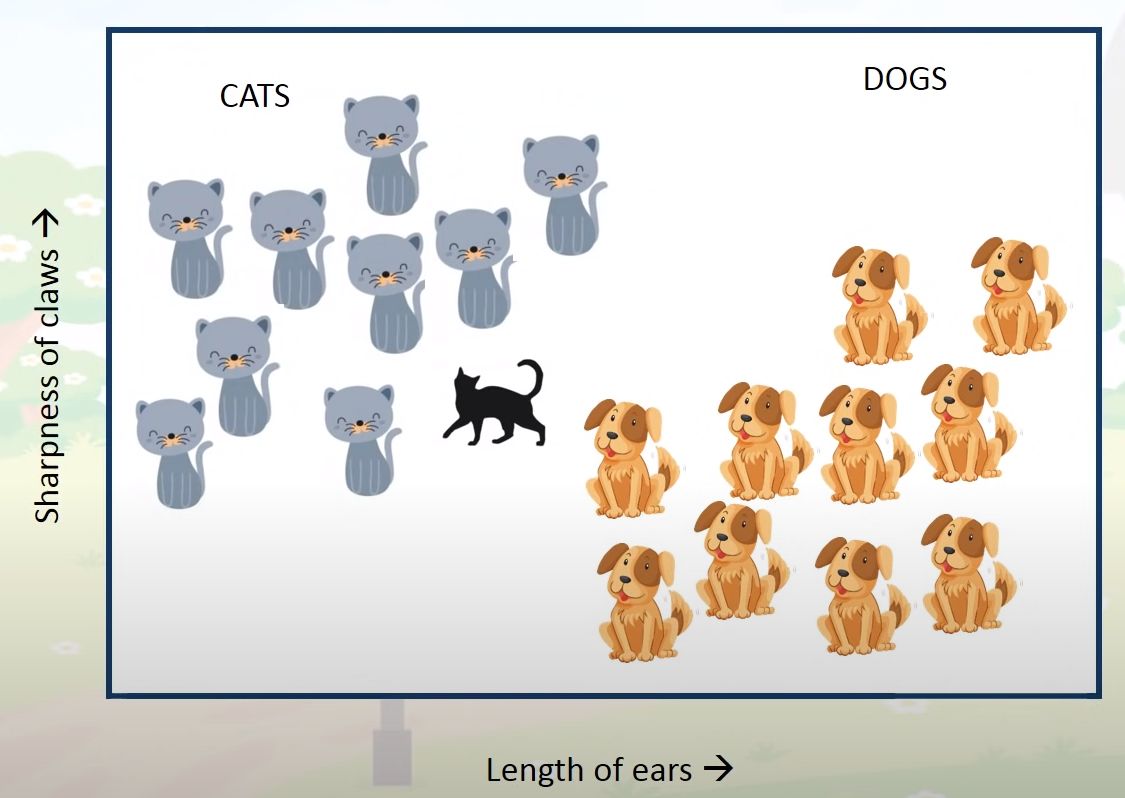 DOGS
CATS
Sharpness of claws →
Length of ears →